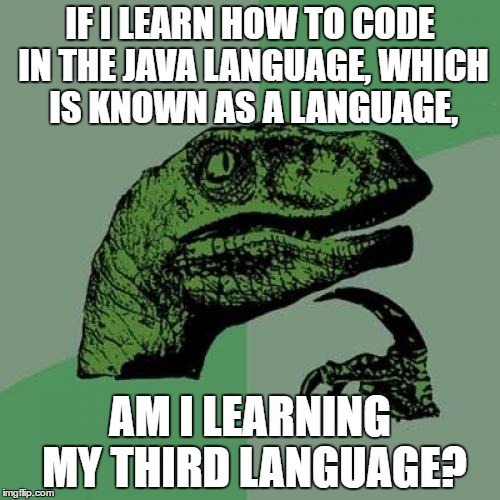 IF I LEARN HOW TO CODE
IN THE JAVA LANGUAGE, WHICH
IS KNOWN AS A LANGUAGE,
AM I LEARNING
MY THIRD LANGUAGE?
imgflip.com